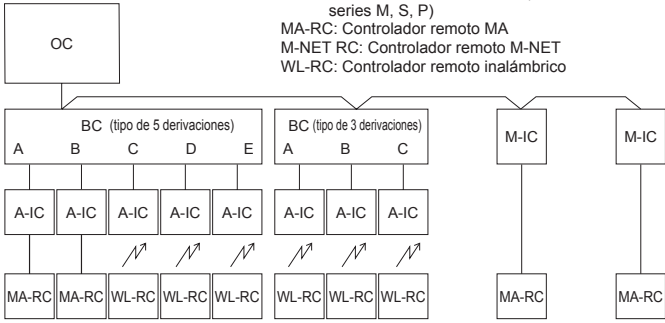 series M, S, P)
MA-RC: Controlador remoto MA
M-NET RC: Controlador remoto M-NET
WL-RC: Controlador remoto inalámbrico
OC
BC (tipo de 5 derivaciones)
A B C D E
BC (tipo de 3 derivaciones)
A B C
M-IC
M-IC
A-IC A-IC A-IC A-IC A-IC
A-IC A-IC A-IC
MA-RC MA-RC WL-RC WL-RC WL-RC
WL-RC WL-RC WL-RC
MA-RC
MA-RC